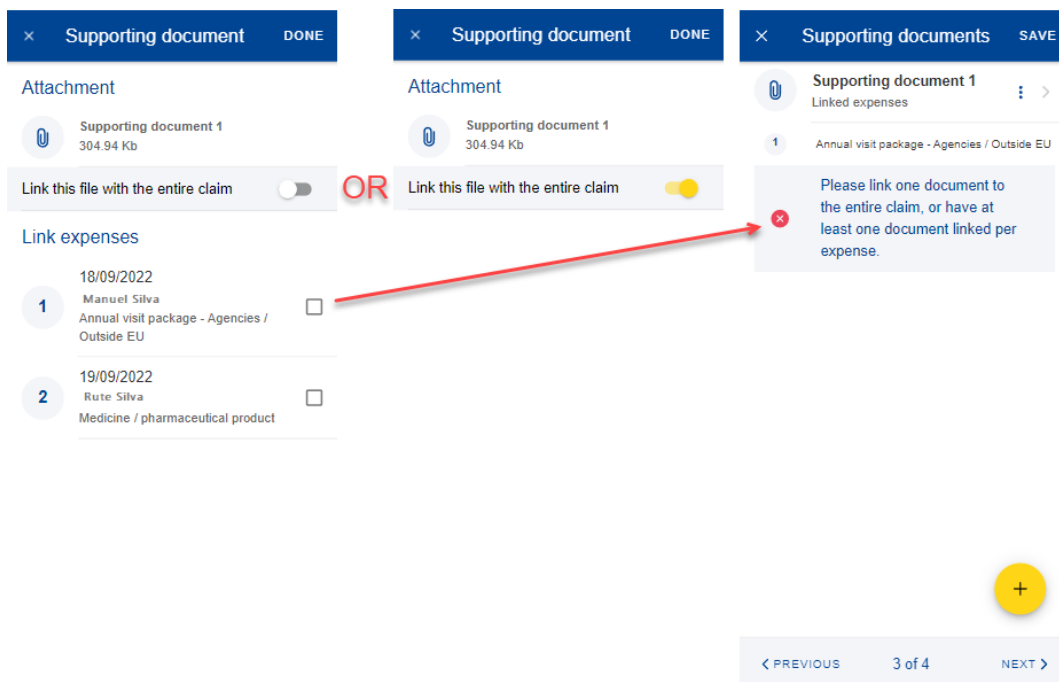 × Supporting document DONE
Attachment
Supporting document 1
304.94 Kb
Link this file with the entire claim
Link expenses
18/09/2022
1 Manuel Silva
Annual visit package - Agencies /
Outside EU
19/09/2022
2 Rute Silva
Medicine / pharmaceutical product
OR
× Supporting document DONE
Attachment
Supporting document 1
304.94 Kb
Link this file with the entire claim
× Supporting documents SAVE
Supporting document 1
Linked expenses
1 Annual visit package - Agencies / Outside EU
Please link one document to
the entire claim, or have at
least one document linked per
expense.
+
PREVIOUS 3 of 4 NEXT